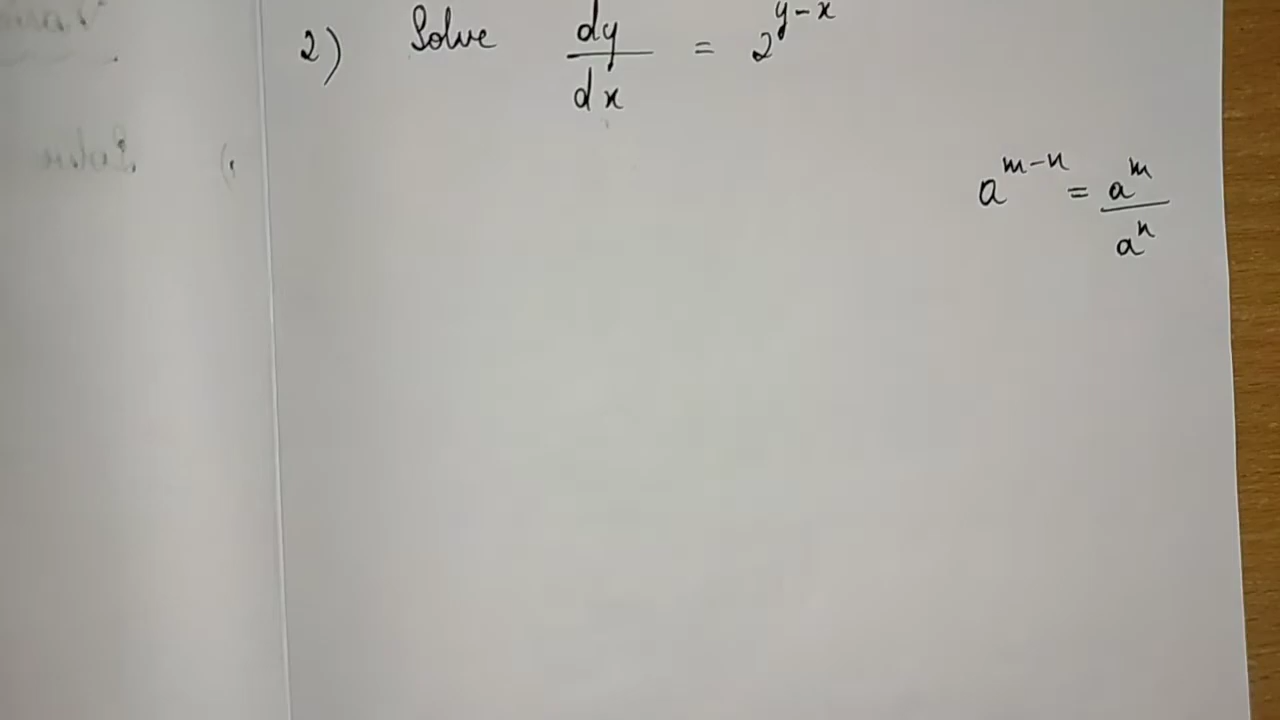 2) Solve dy/dx = 2^{y-x}
a^{m-n} = a^m/a^n